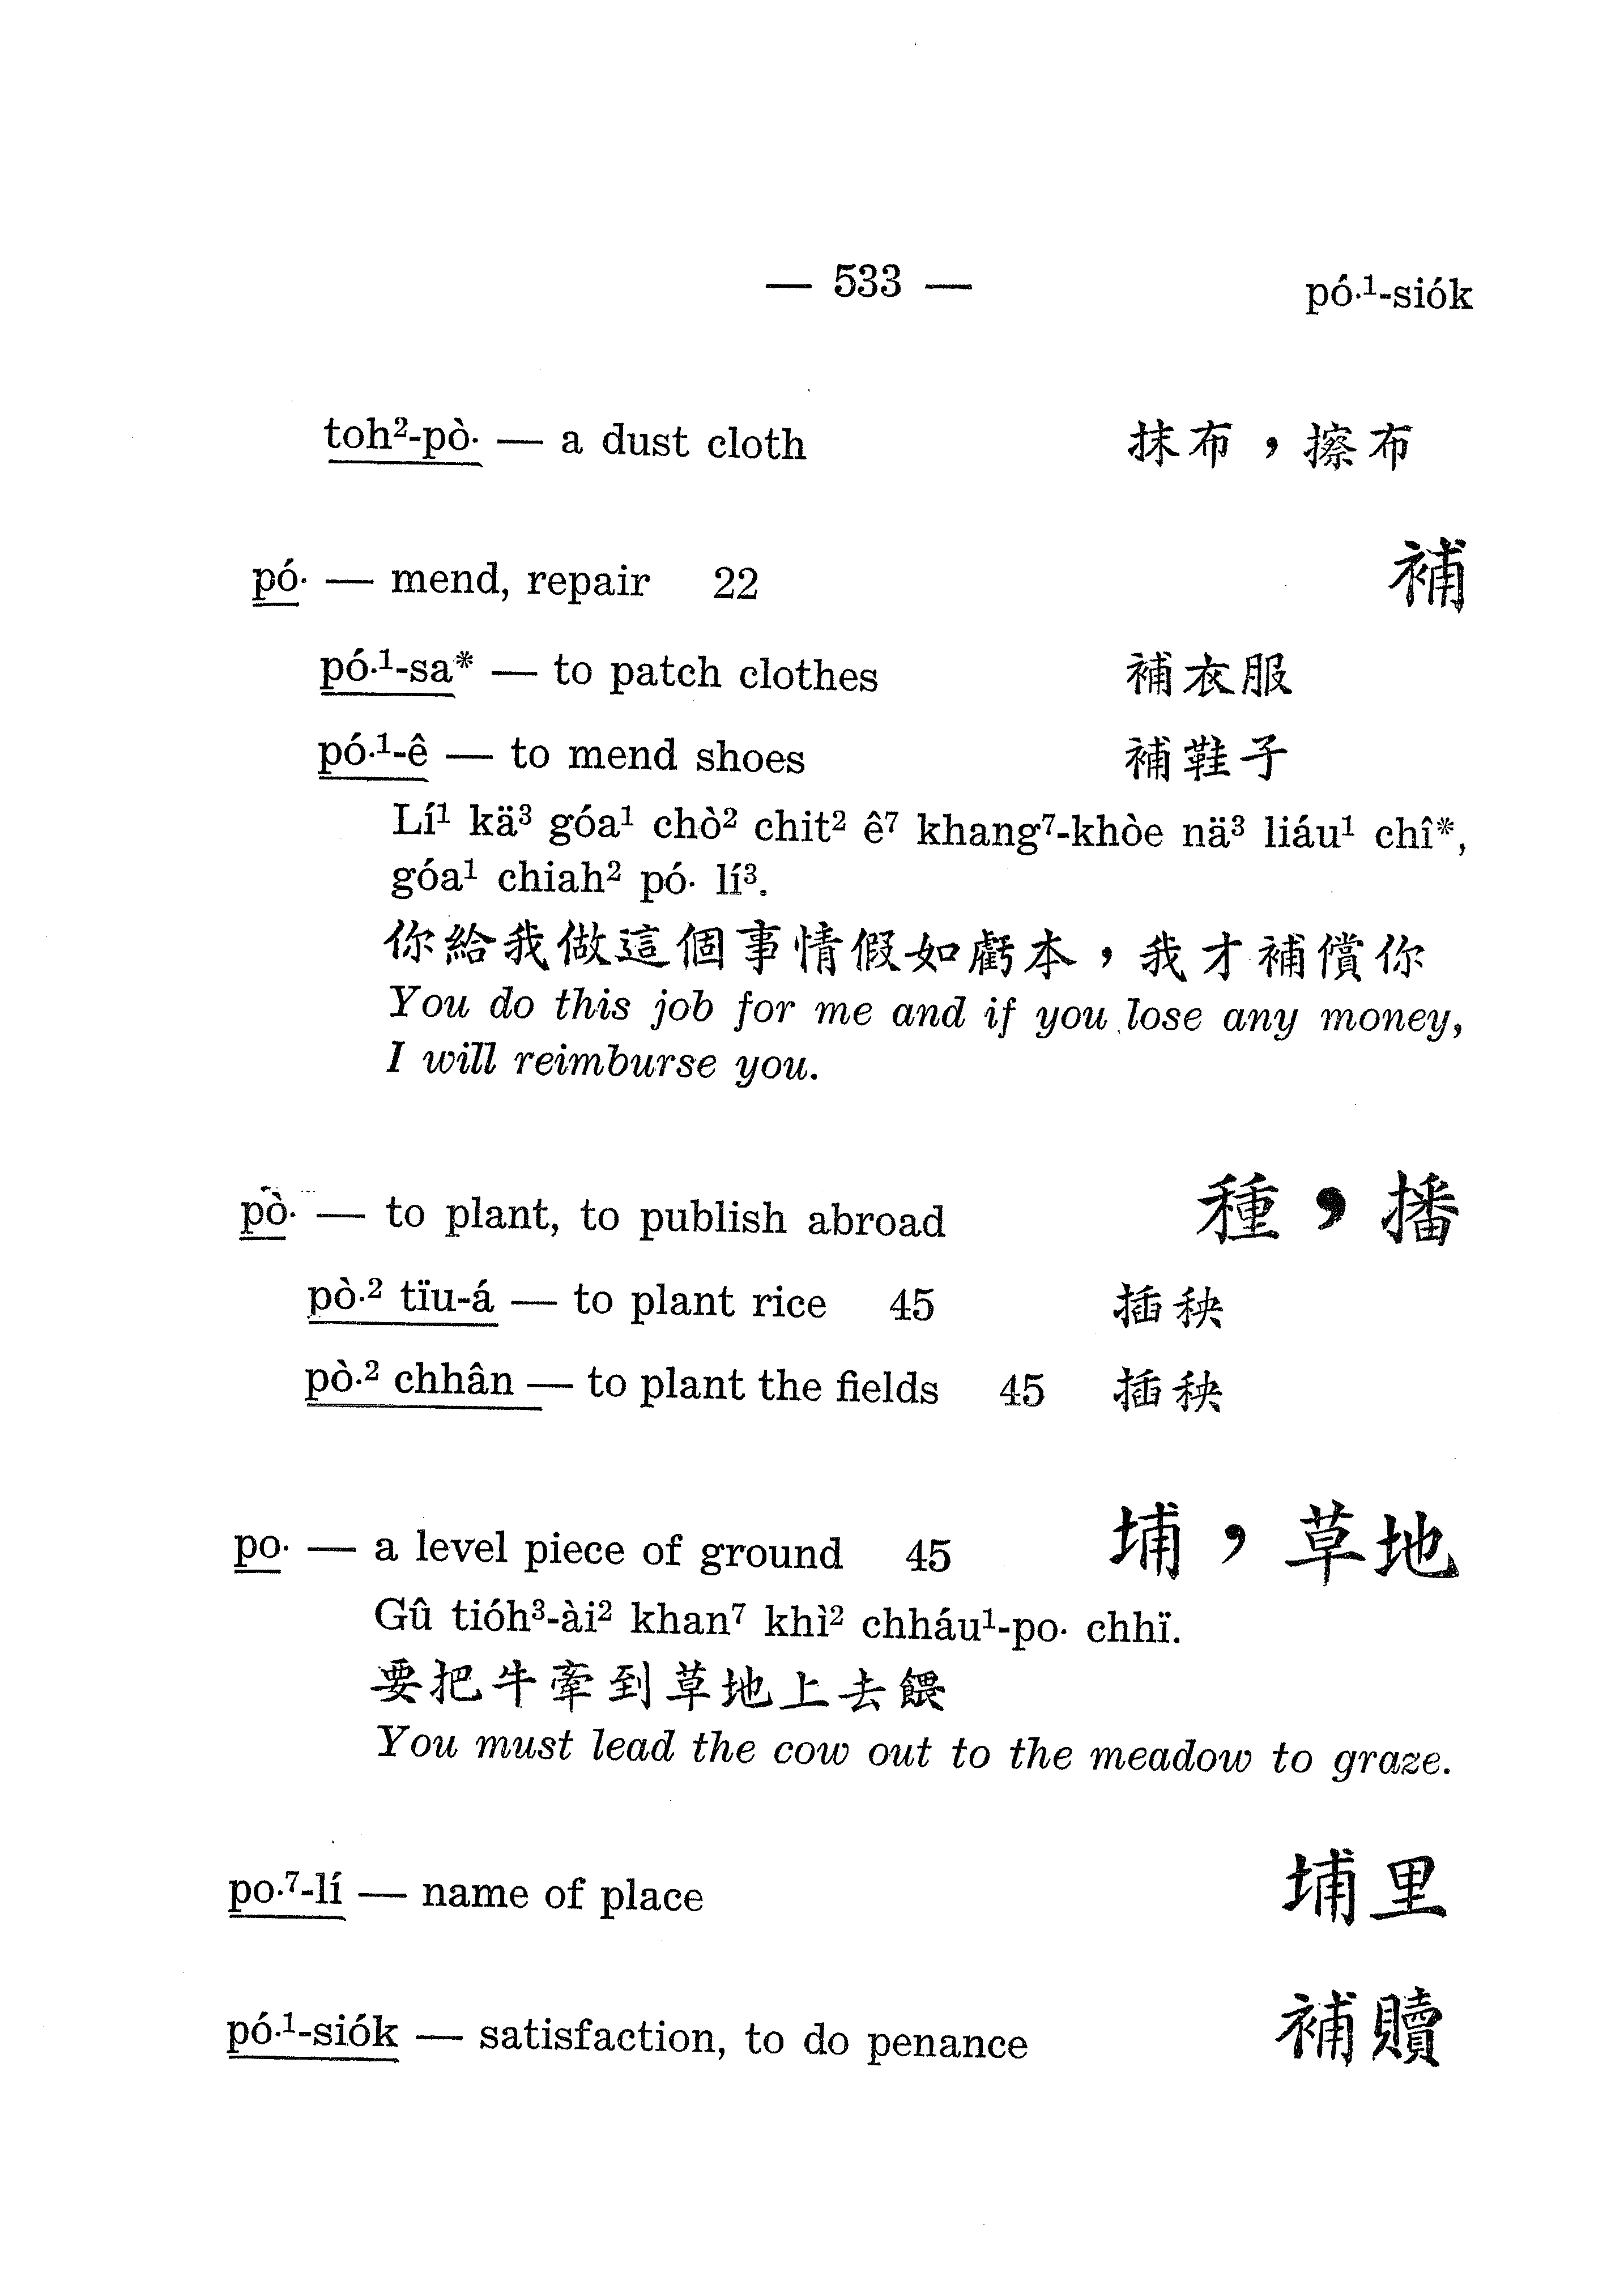 — 533 — pó·¹-siók
toh²-pò· — a dust cloth 抹布，擦布
pó· — mend, repair 22 補
pó·¹-sa* — to patch clothes 補衣服
pó·¹-ê — to mend shoes 補鞋子
Lí¹ kä³ góa¹ chò² chit² ê⁷ khang⁷-khòe nä³ liáu¹ chî*,
góa¹ chiah² pó· lí³.
你給我做這個事情假如虧本，我才補償你
You do this job for me and if you lose any money,
I will reimburse you.
pò· — to plant, to publish abroad 種，播
pò·² tïu-á — to plant rice 45 插秧
pò·² chhân — to plant the fields 45 插秧
po· — a level piece of ground 45 埔，草地
Gû tióh³-ài² khan⁷ khì² chháu¹-po· chhï.
要把牛牽到草地上去餵
You must lead the cow out to the meadow to graze.
po·⁷-lí — name of place 埔里
pó·¹-siók — satisfaction, to do penance 補贖